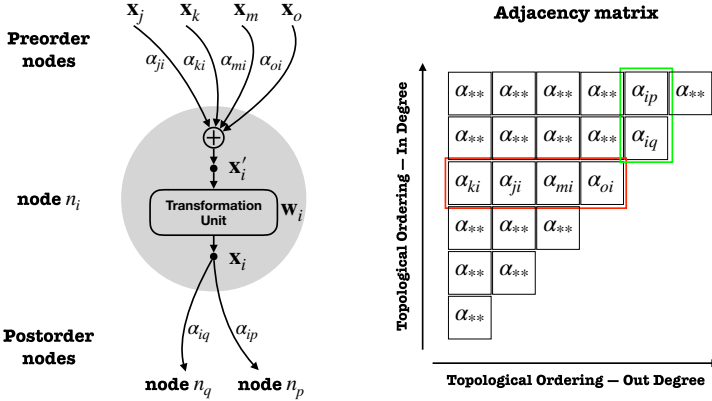 x_j x_k x_m x_o
Preorder
nodes
α_ji α_ki α_mi α_oi
+
x′_i
node n_i
Transformation
Unit
w_i
x_i
Postorder
nodes
α_iq α_ip
node n_q node n_p
Adjacency matrix
Topological Ordering — In Degree
α_** α_** α_** α_** α_ip α_**
α_** α_** α_** α_** α_iq
α_ki α_ji α_mi α_oi
α_** α_** α_**
α_** α_**
α_**
Topological Ordering — Out Degree